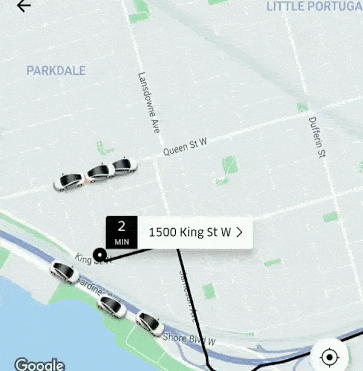 LITTLE PORTUGA
PARKDALE
Lansdowne Ave
Dufferin St
Queen St W
2
MIN
1500 King St W
King St W
Shore Blvd W
Google